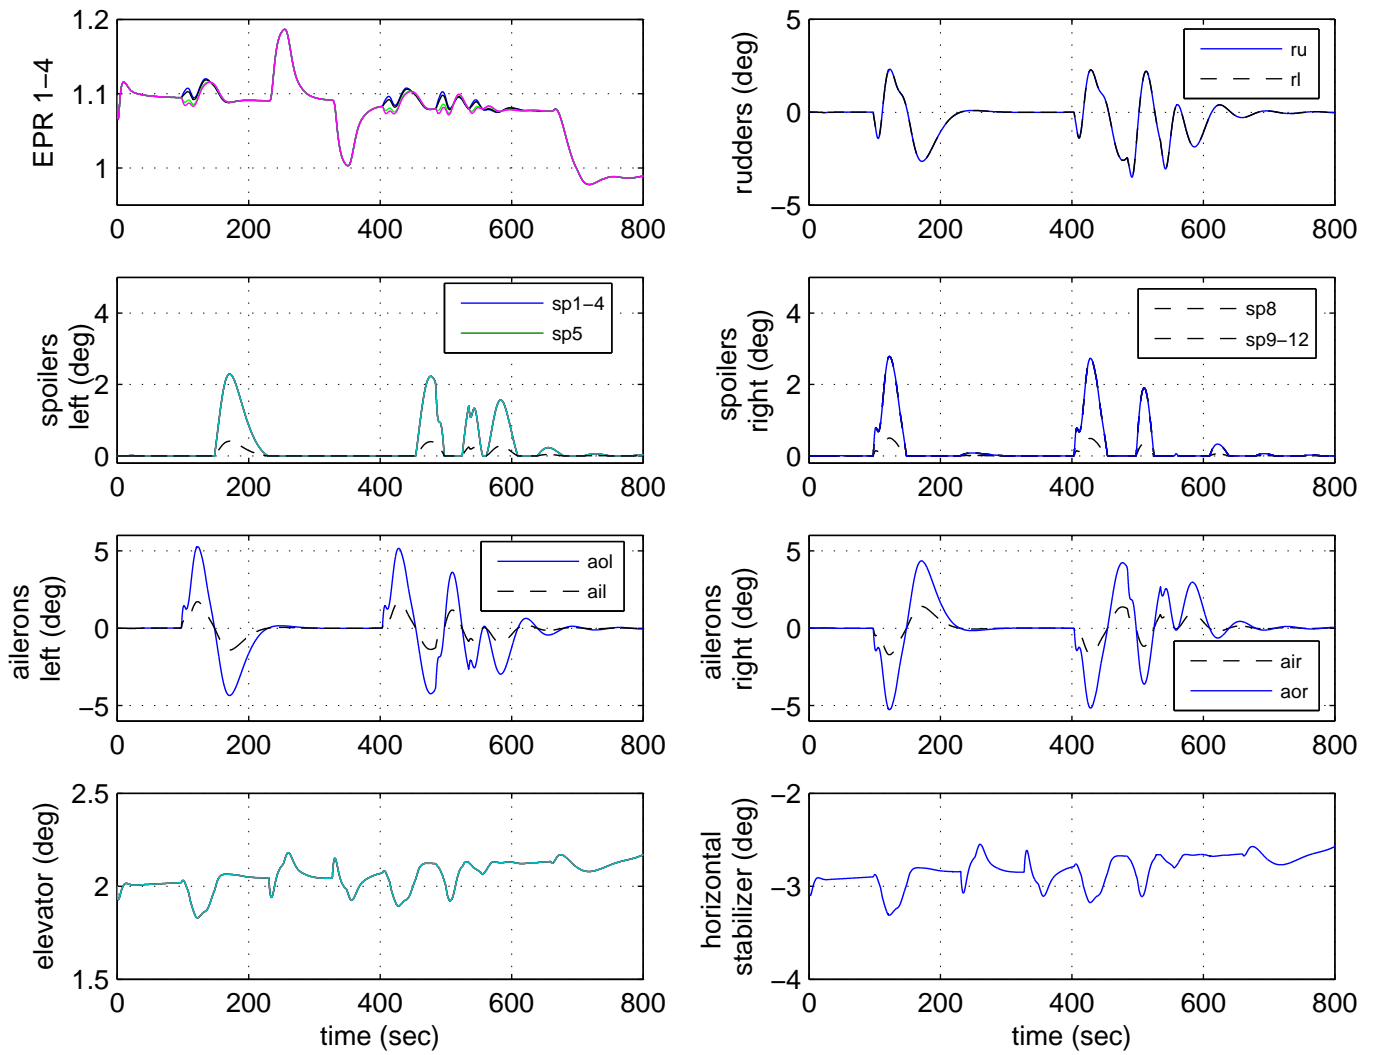 EPR 1−4
1.2
1.1
1
0 200 400 600 800
rudders (deg)
5
0
−5
ru
rl
0 200 400 600 800
spoilers
left (deg)
4
2
0
sp1−4
sp5
0 200 400 600 800
spoilers
right (deg)
4
2
0
sp8
sp9−12
0 200 400 600 800
ailerons
left (deg)
5
0
−5
aol
ail
0 200 400 600 800
ailerons
right (deg)
5
0
−5
air
aor
0 200 400 600 800
elevator (deg)
2.5
2
1.5
0 200 400 600 800
time (sec)
horizontal
stabilizer (deg)
−2
−3
−4
0 200 400 600 800
time (sec)